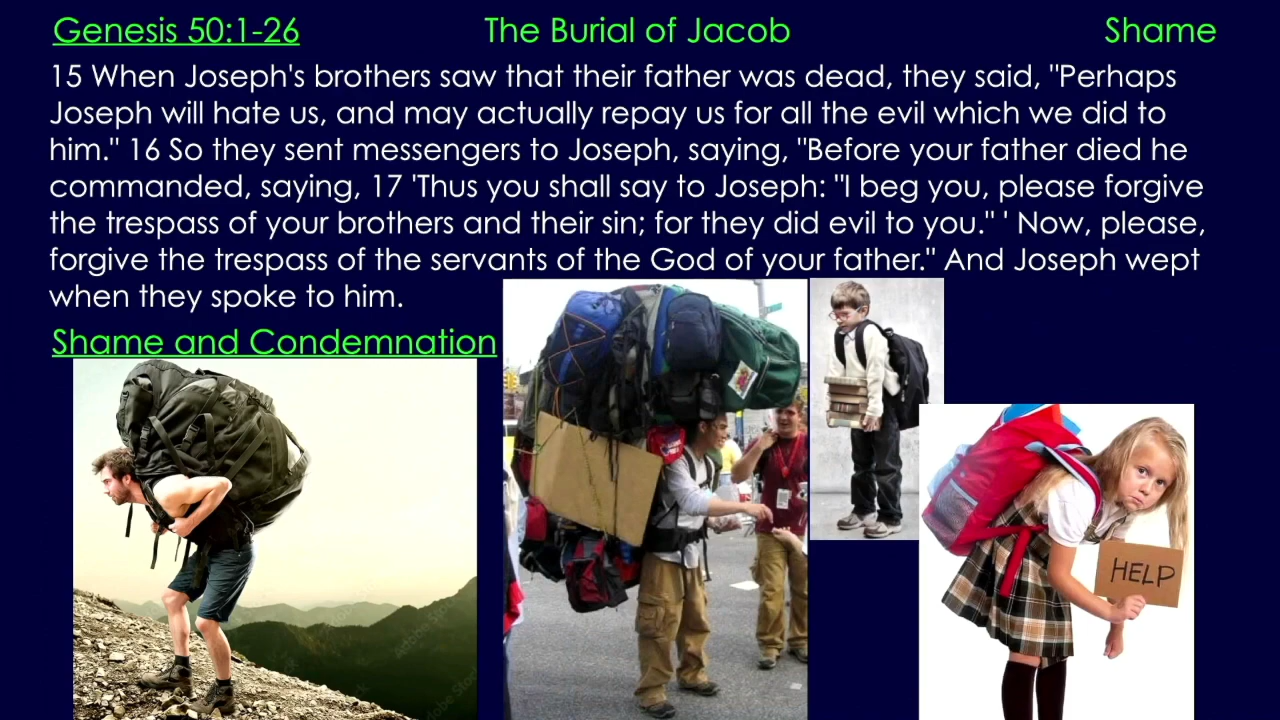 Genesis 50:1-26 The Burial of Jacob Shame
15 When Joseph's brothers saw that their father was dead, they said, "Perhaps
Joseph will hate us, and may actually repay us for all the evil which we did to
him." 16 So they sent messengers to Joseph, saying, "Before your father died he
commanded, saying, 17 'Thus you shall say to Joseph: "I beg you, please forgive
the trespass of your brothers and their sin; for they did evil to you." ' Now, please,
forgive the trespass of the servants of the God of your father." And Joseph wept
when they spoke to him.
Shame and Condemnation
HELP